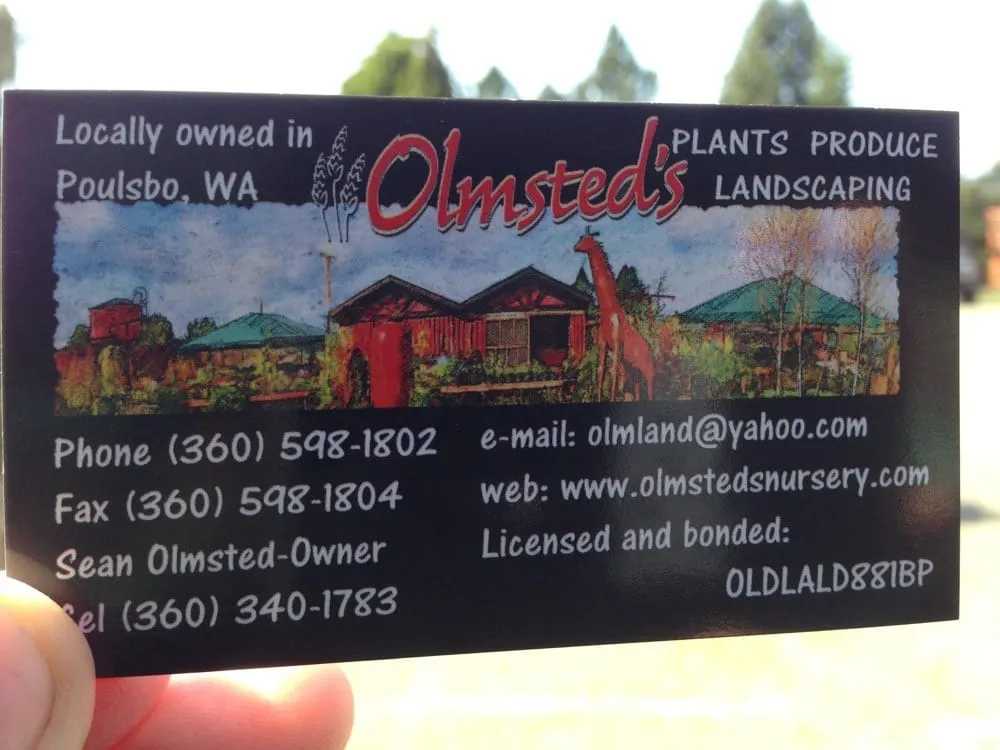 Locally owned in
Poulsbo, WA
Olmsted's
PLANTS PRODUCE
LANDSCAPING
Phone (360) 598-1802
Fax (360) 598-1804
Sean Olmsted-Owner
Cel (360) 340-1783
e-mail: olmland@yahoo.com
web: www.olmstedsnursery.com
Licensed and bonded:
OLDLALD881BP